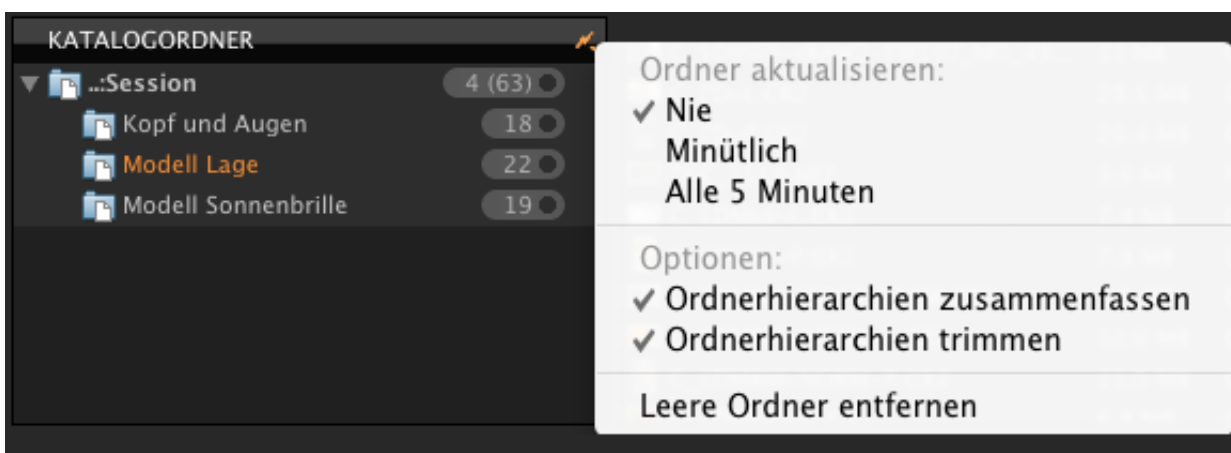 KATALOGORDNER
..:Session 4 (63)
Kopf und Augen 18
Modell Lage 22
Modell Sonnenbrille 19
Ordner aktualisieren:
Nie
Minütlich
Alle 5 Minuten
Optionen:
Ordnerhierarchien zusammenfassen
Ordnerhierarchien trimmen
Leere Ordner entfernen